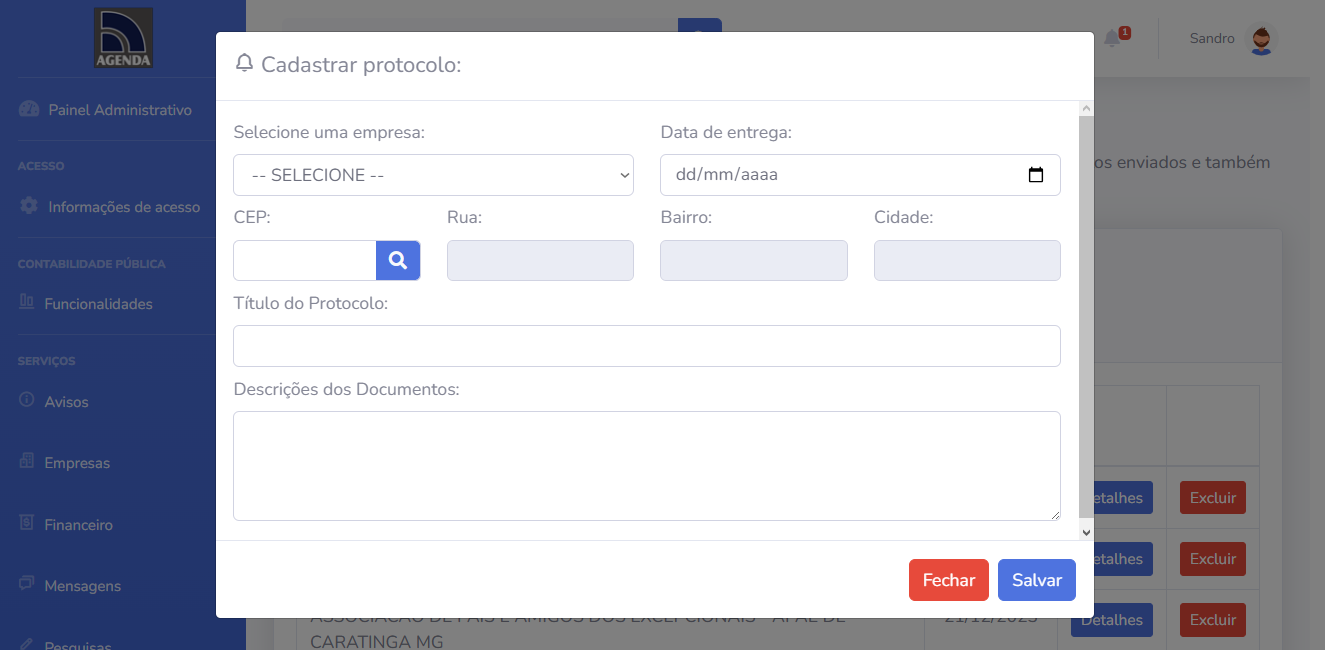 AGENDA
Painel Administrativo
ACESSO
Informações de acesso
CONTABILIDADE PÚBLICA
Funcionalidades
SERVIÇOS
Avisos
Empresas
Financeiro
Mensagens
Pesquisas
1
Sandro
Cadastrar protocolo:
Selecione uma empresa:
Data de entrega:
-- SELECIONE --
dd/mm/aaaa
CEP:
Rua:
Bairro:
Cidade:
Título do Protocolo:
Descrições dos Documentos:
Fechar
Salvar
os enviados e também
etalhes
Excluir
etalhes
Excluir
ASSOCIACAO DE PAIS E AMIGOS DOS EXCEPCIONAIS - APAE DE
CARATINGA MG
21/12/2023
Detalhes
Excluir